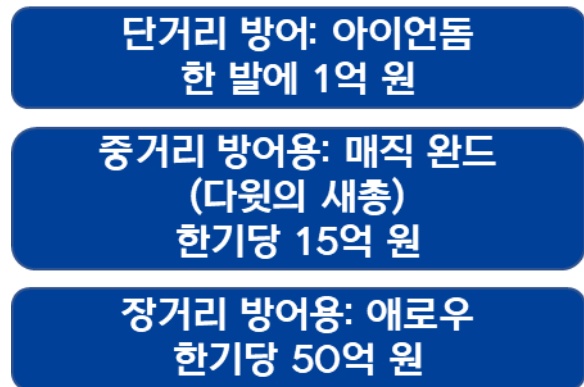 단거리 방어: 아이언돔
한 발에 1억 원
중거리 방어용: 매직 완드
(다윗의 새총)
한기당 15억 원
장거리 방어용: 애로우
한기당 50억 원